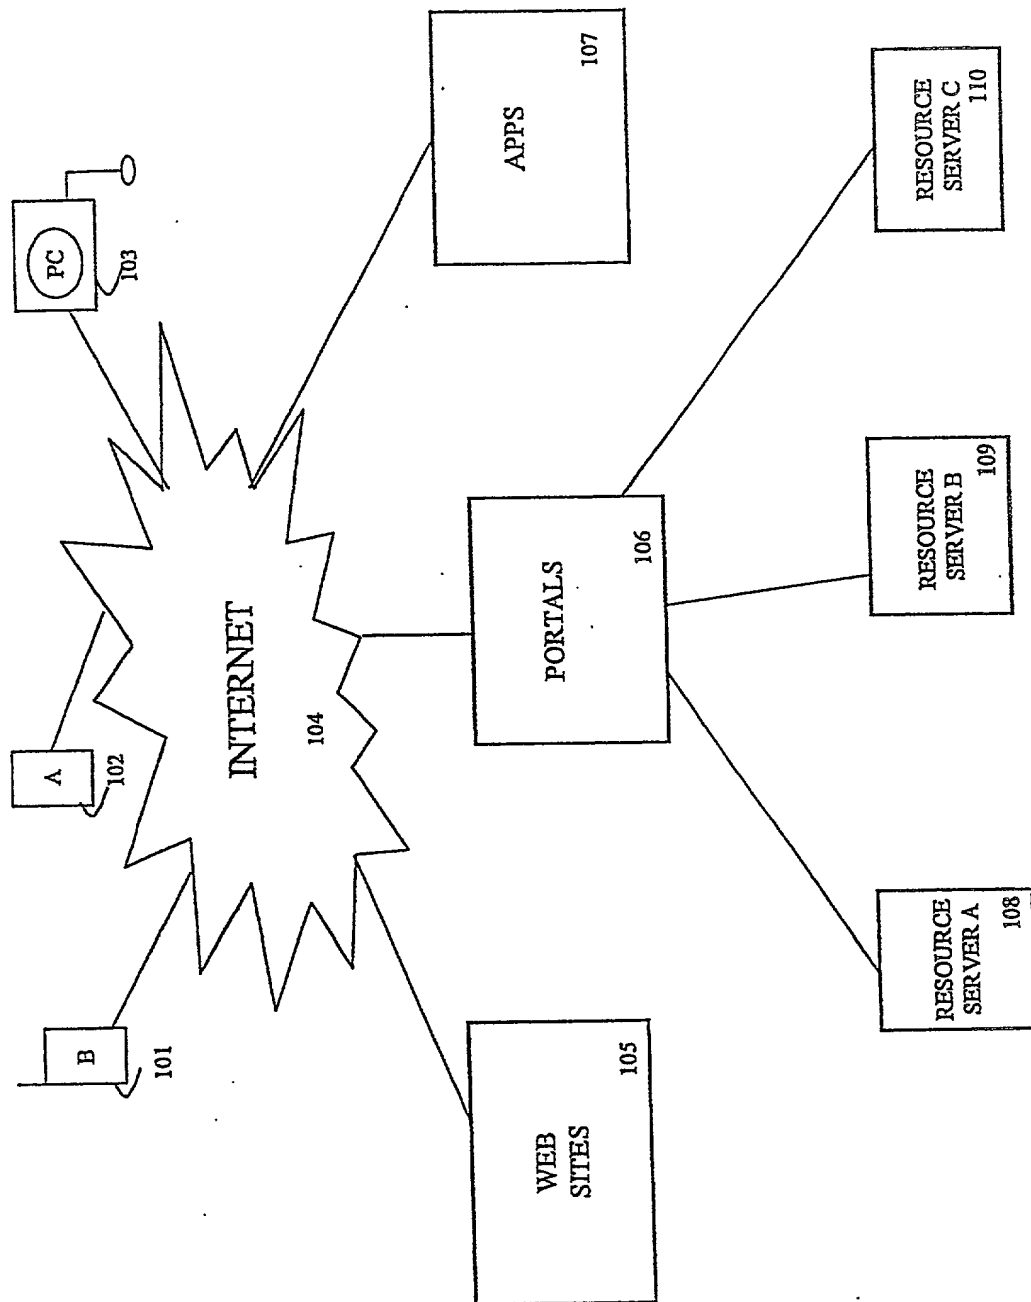 B
101
A
102
PC
103
INTERNET
104
WEB
SITES
105
PORTALS
106
APPS
107
RESOURCE
SERVER A
108
RESOURCE
SERVER B
109
RESOURCE
SERVER C
110